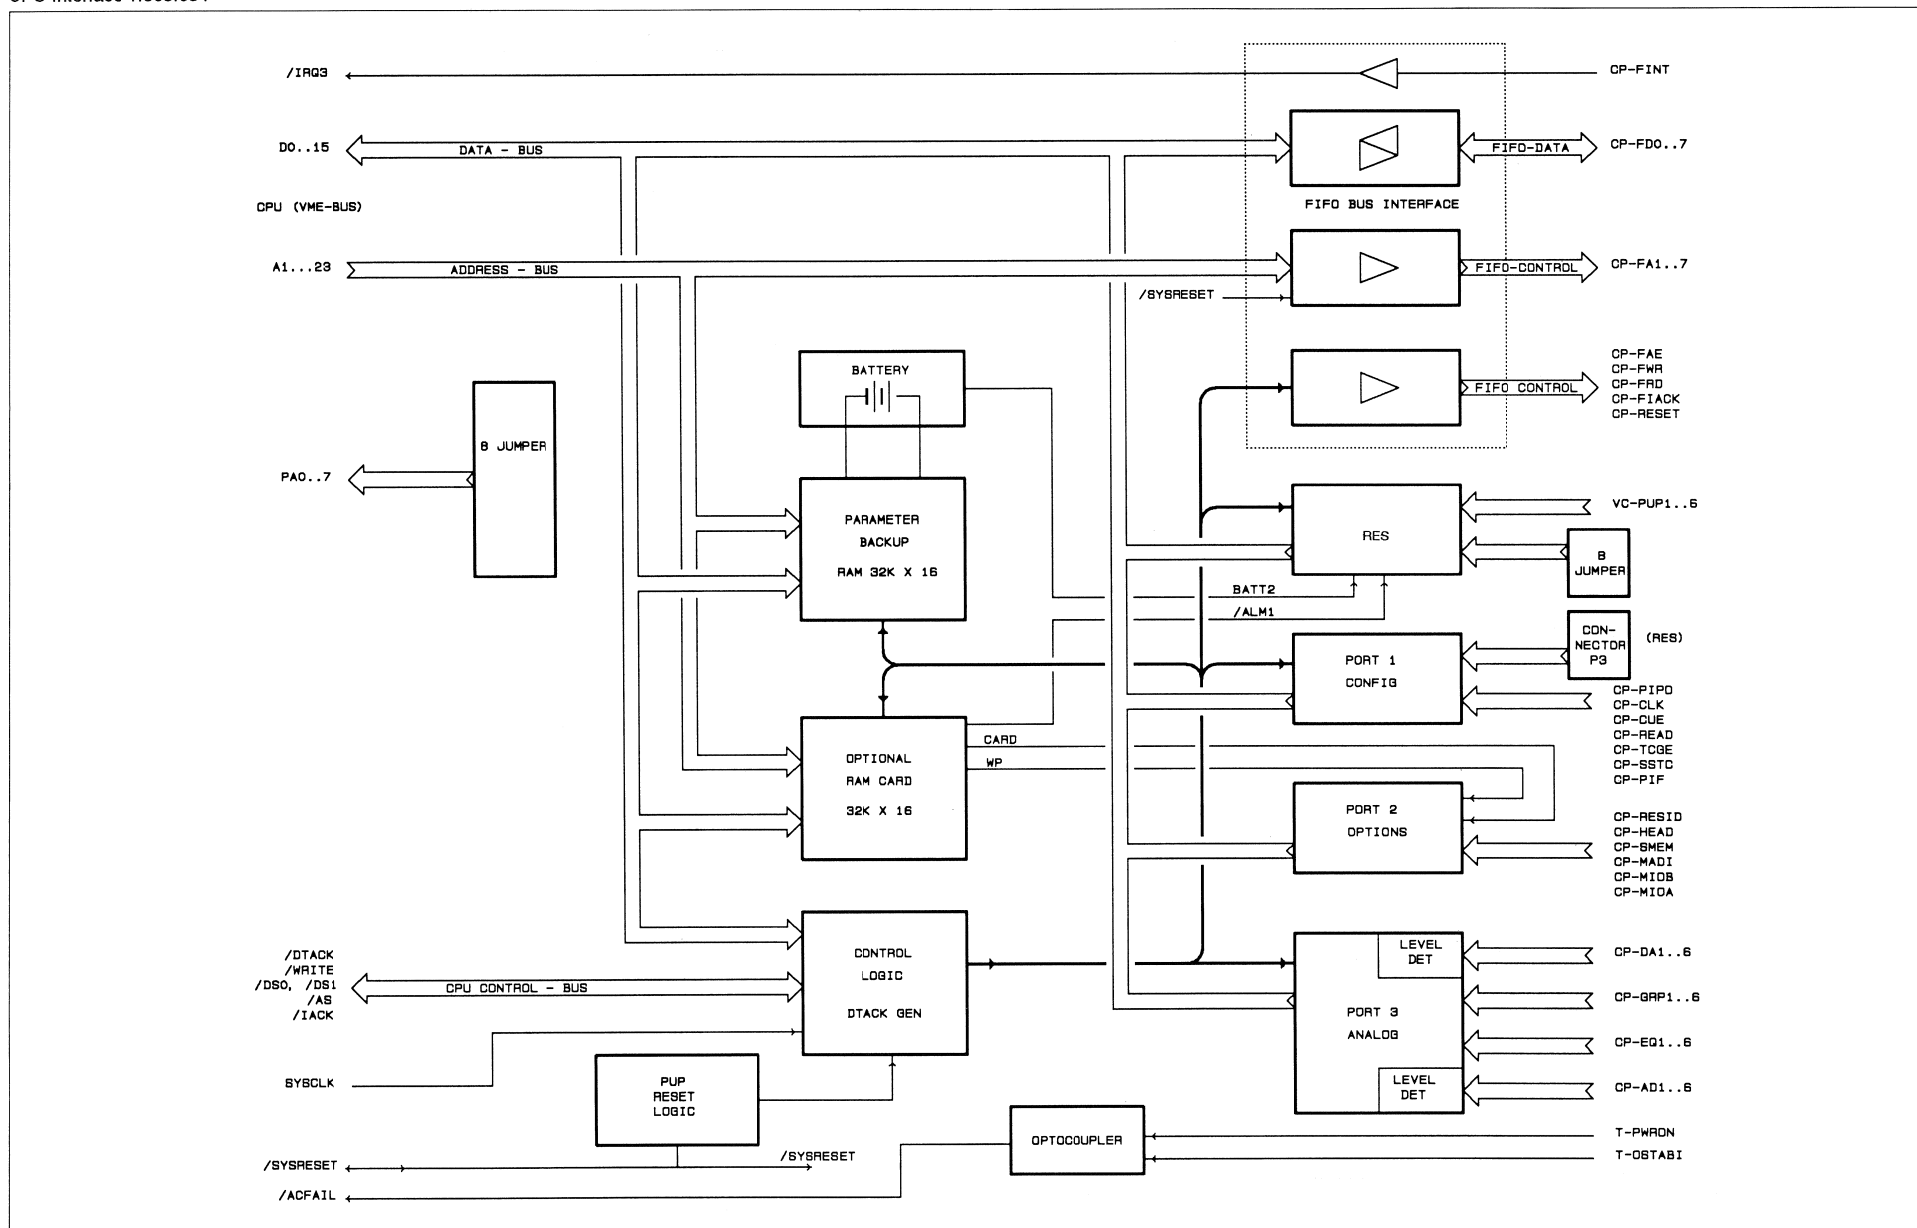 /IRQ3
CP-FINT
D0..15
DATA - BUS
FIFO-DATA
CP-FD0..7
CPU (VME-BUS)
FIFO BUS INTERFACE
A1...23
ADDRESS - BUS
FIFO-CONTROL
CP-FA1..7
/SYSRESET
BATTERY
FIFO CONTROL
CP-FAE
CP-FWR
CP-FRD
CP-FIACK
CP-RESET
8 JUMPER
PA0..7
PARAMETER
BACKUP
RAM 32K X 16
RES
VC-PUP1..6
8
JUMPER
BATT2
/ALM1
CON-
NECTOR
P3
(RES)
PORT 1
CONFIG
CP-PIPO
CP-CLK
CP-CUE
CP-READ
CP-TCGE
CP-SSTC
CP-PIF
OPTIONAL
RAM CARD
32K X 16
CARD
WP
PORT 2
OPTIONS
CP-RESID
CP-HEAD
CP-SMEM
CP-MADI
CP-MIOB
CP-MIOA
/DTACK
/WRITE
/DS0, /DS1
/AS
/IACK
CPU CONTROL - BUS
CONTROL
LOGIC
DTACK GEN
LEVEL
DET
PORT 3
ANALOG
LEVEL
DET
CP-DA1..6
CP-GRP1..6
CP-EQ1..6
CP-AD1..6
SYSCLK
PUP
RESET
LOGIC
OPTOCOUPLER
T-PWRDN
T-OSTABI
/SYSRESET
/SYSRESET
/ACFAIL